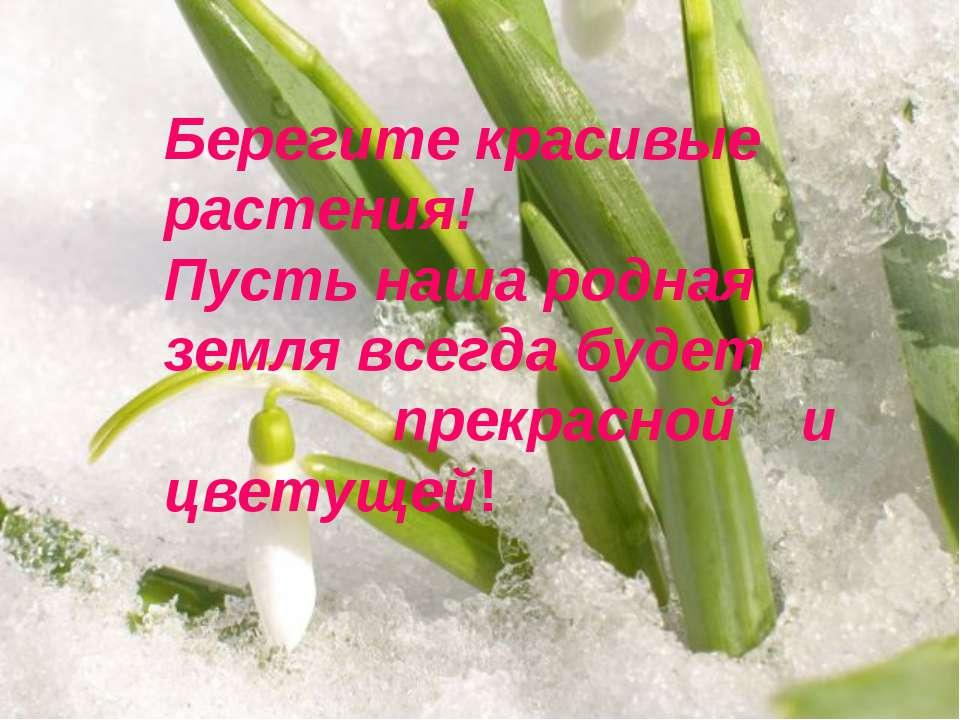 Берегите красивые
растения!
Пусть наша родная
земля всегда будет
прекрасной и
цветущей!